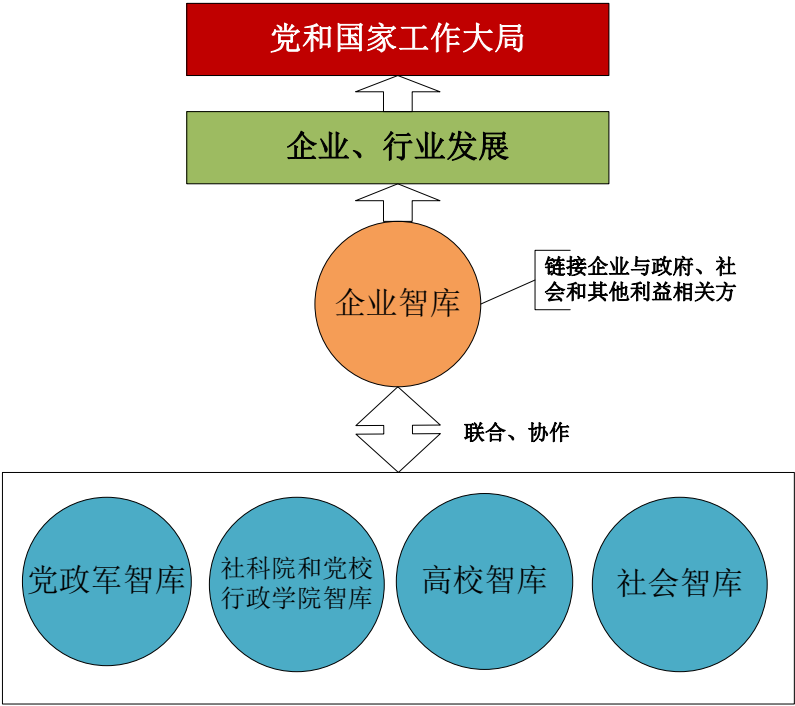 党和国家工作大局
企业、行业发展
企业智库
链接企业与政府、社
会和其他利益相关方
联合、协作
党政军智库
社科院和党校
行政学院智库
高校智库
社会智库